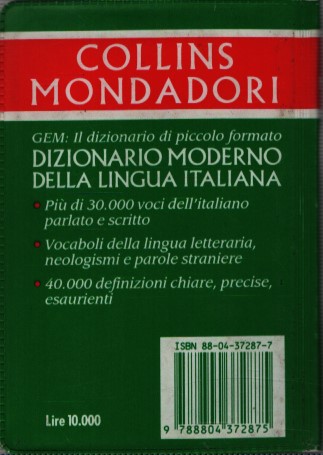 COLLINS
MONDADORI
GEM: Il dizionario di piccolo formato
DIZIONARIO MODERNO
DELLA LINGUA ITALIANA
• Più di 30.000 voci dell'italiano
parlato e scritto
• Vocaboli della lingua letteraria,
neologismi e parole straniere
• 40.000 definizioni chiare, precise,
esaurienti
ISBN 88-04-37287-7
9 788804 372875
Lire 10.000